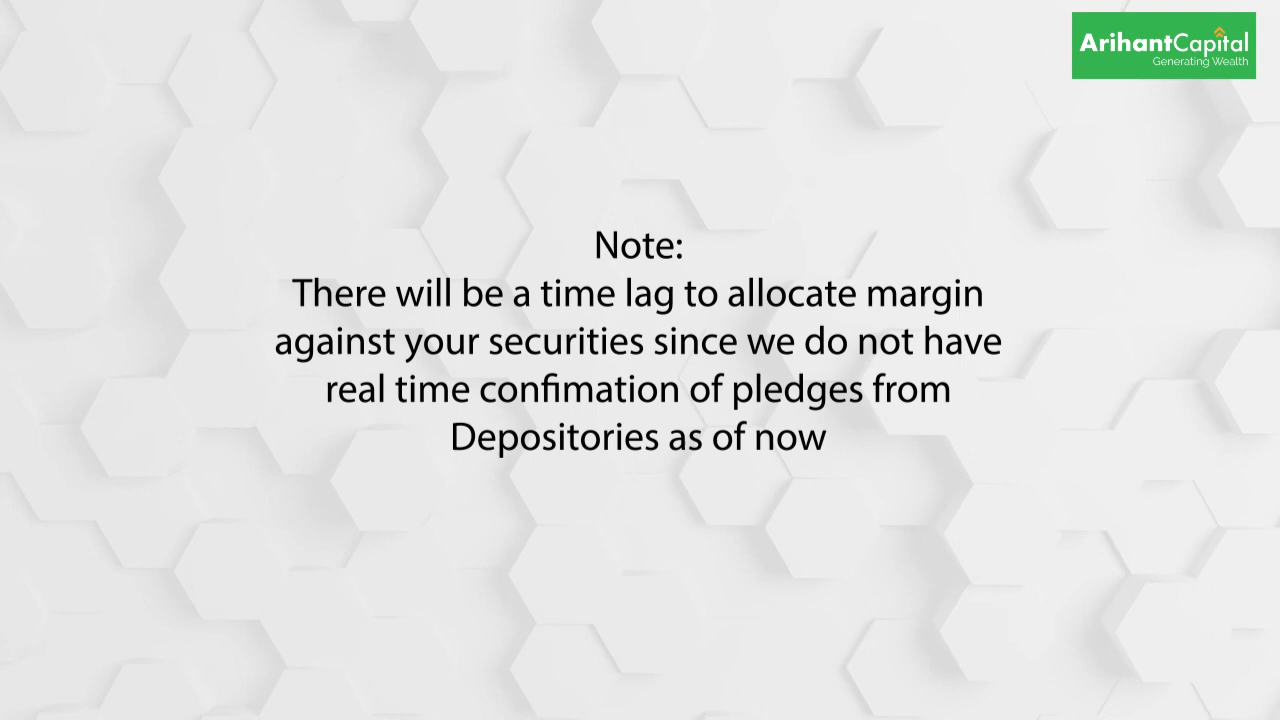 ArihantCapital
Generating Wealth
Note:
There will be a time lag to allocate margin
against your securities since we do not have
real time confimation of pledges from
Depositories as of now